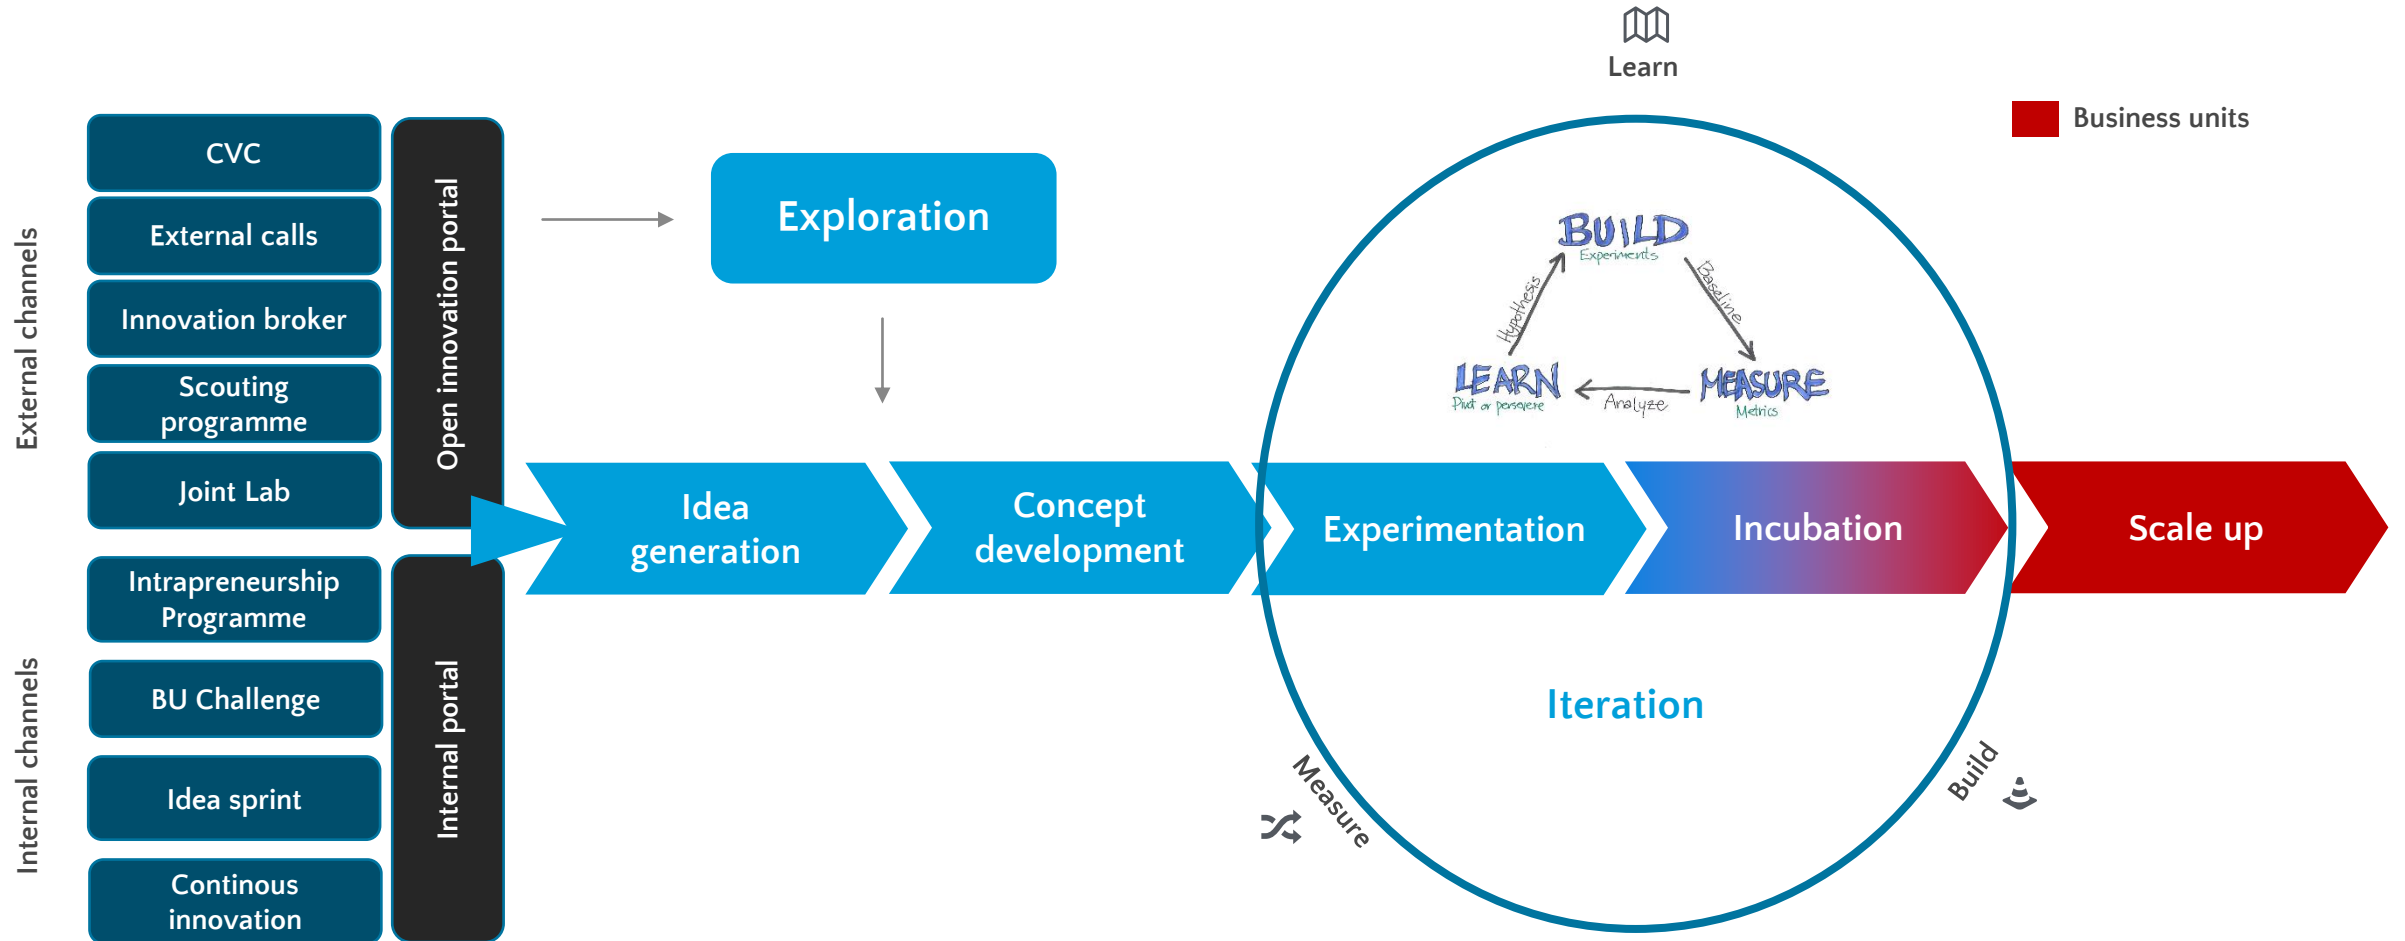 Learn
Business units
External channels
CVC
External calls
Innovation broker
Scouting
programme
Joint Lab
Open innovation portal
Exploration
BUILD
Experiments
Hypothesis
Baseline
LEARN
Pivot or persevere
Analyze
MEASURE
Metrics
Idea
generation
Concept
development
Experimentation
Incubation
Scale up
Internal channels
Intrapreneurship
Programme
BU Challenge
Idea sprint
Continous
innovation
Internal portal
Iteration
Measure
Build